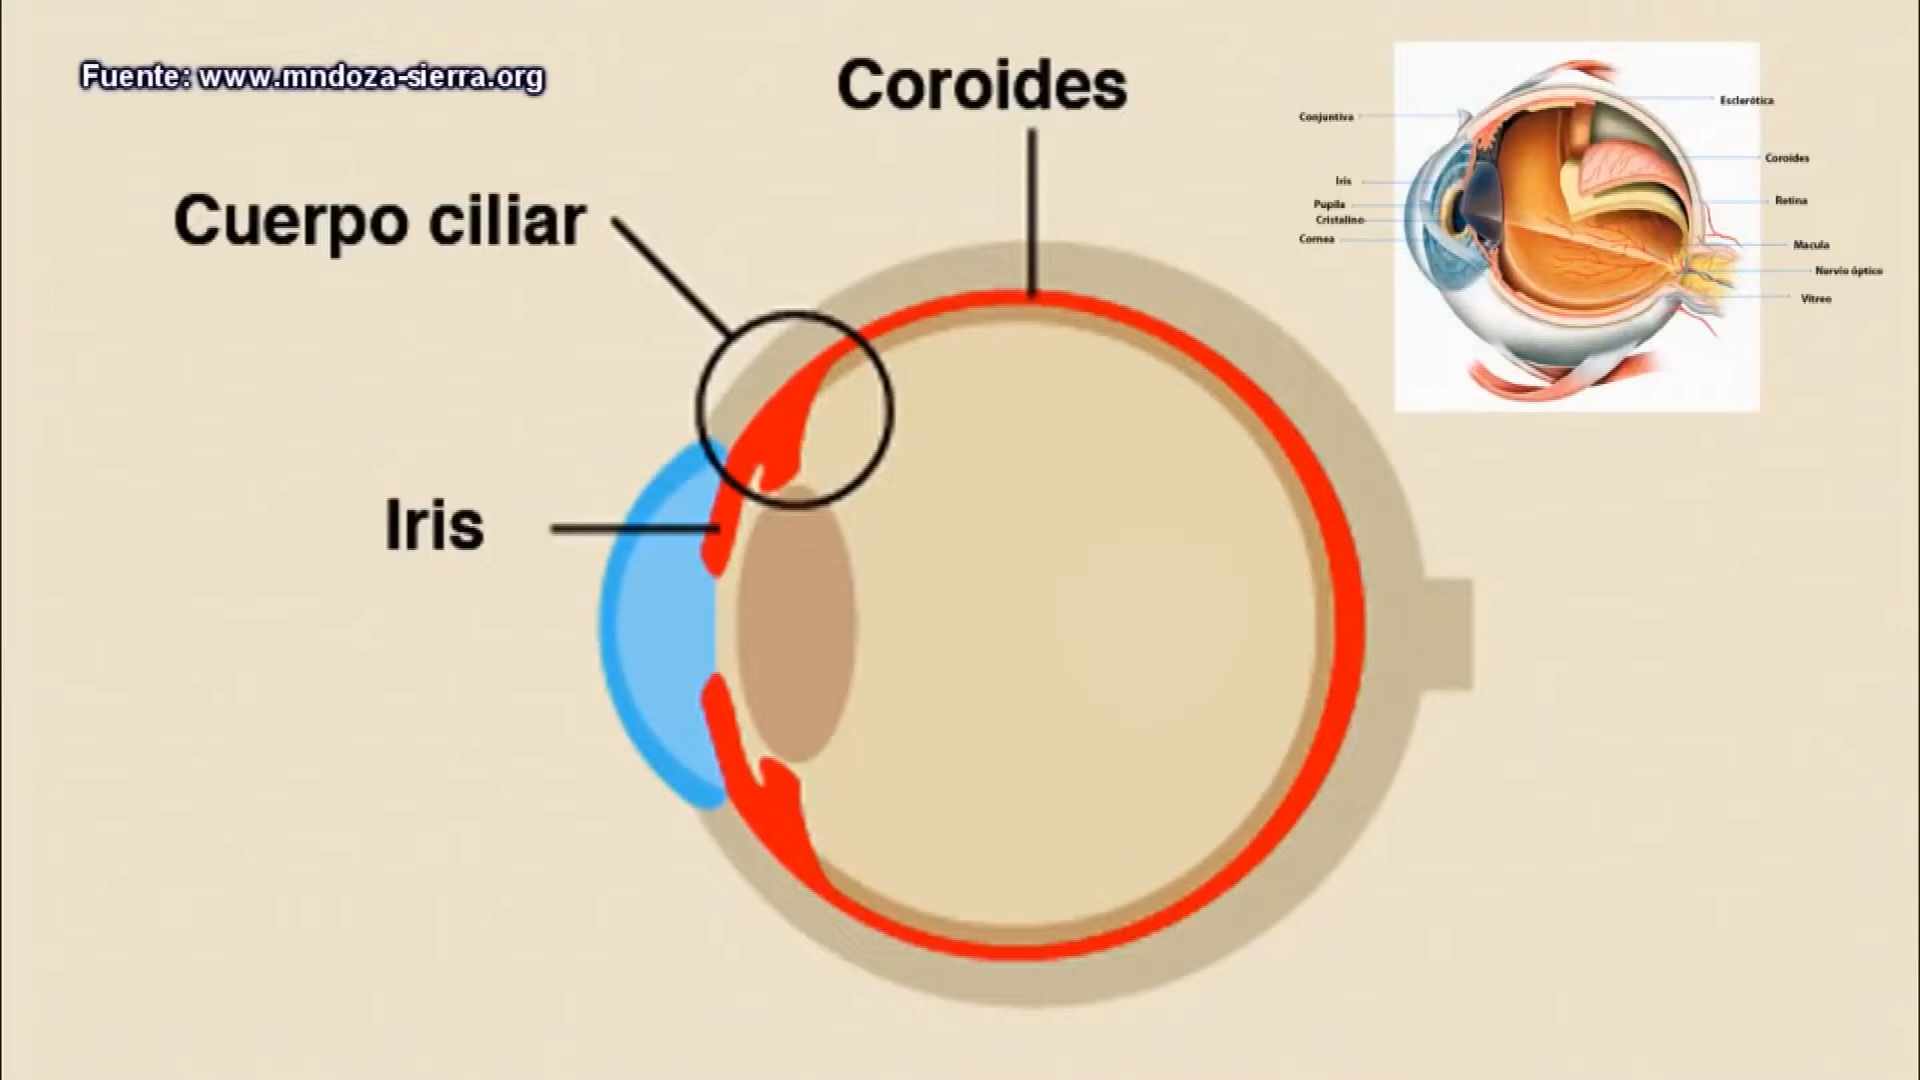 Fuente: www.mndoza-sierra.org
Coroides
Cuerpo ciliar
Iris
Conjuntiva
Iris
Pupila
Cristalino
Cornea
Esclerótica
Coroides
Retina
Macula
Nervio óptico
Vítreo